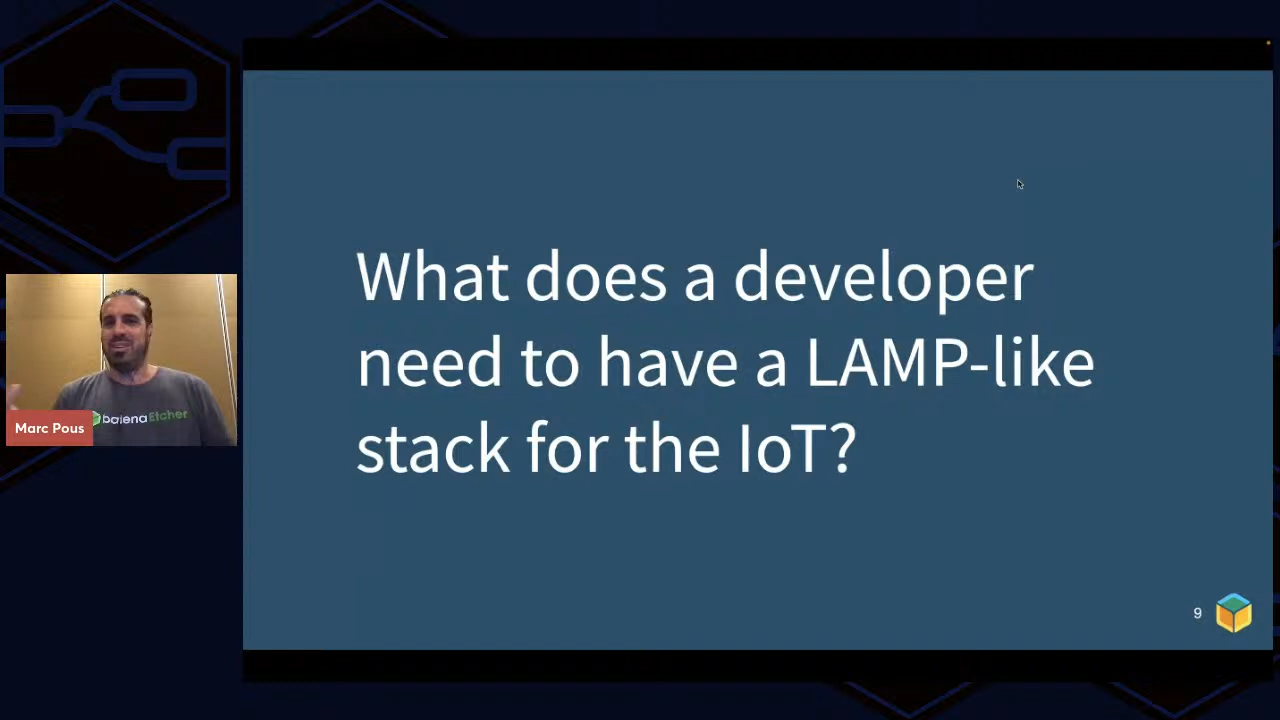 What does a developer
need to have a LAMP-like
stack for the IoT?
balenaEtcher
Marc Pous
9